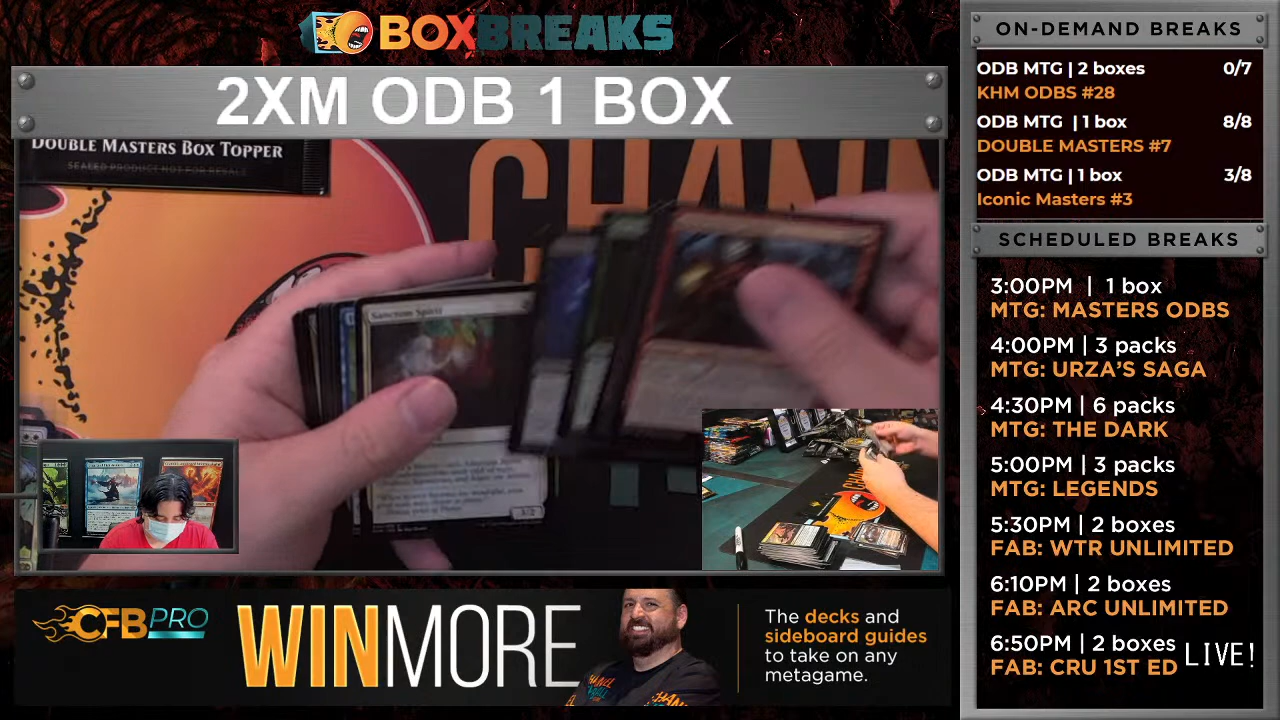 BOXBREAKS
2XM ODB 1 BOX
DOUBLE MASTERS BOX TOPPER
SEALED PRODUCT NOT FOR RESALE
CHANN
Sanctum Spirit
3/2
CFBPRO
WINMORE
The decks and
sideboard guides
to take on any
metagame.
ON-DEMAND BREAKS
ODB MTG | 2 boxes 0/7
KHM ODBS #28
ODB MTG | 1 box 8/8
DOUBLE MASTERS #7
ODB MTG | 1 box 3/8
Iconic Masters #3
SCHEDULED BREAKS
3:00PM | 1 box
MTG: MASTERS ODBS
4:00PM | 3 packs
MTG: URZA'S SAGA
4:30PM | 6 packs
MTG: THE DARK
5:00PM | 3 packs
MTG: LEGENDS
5:30PM | 2 boxes
FAB: WTR UNLIMITED
6:10PM | 2 boxes
FAB: ARC UNLIMITED
6:50PM | 2 boxes
FAB: CRU 1ST ED
LIVE!